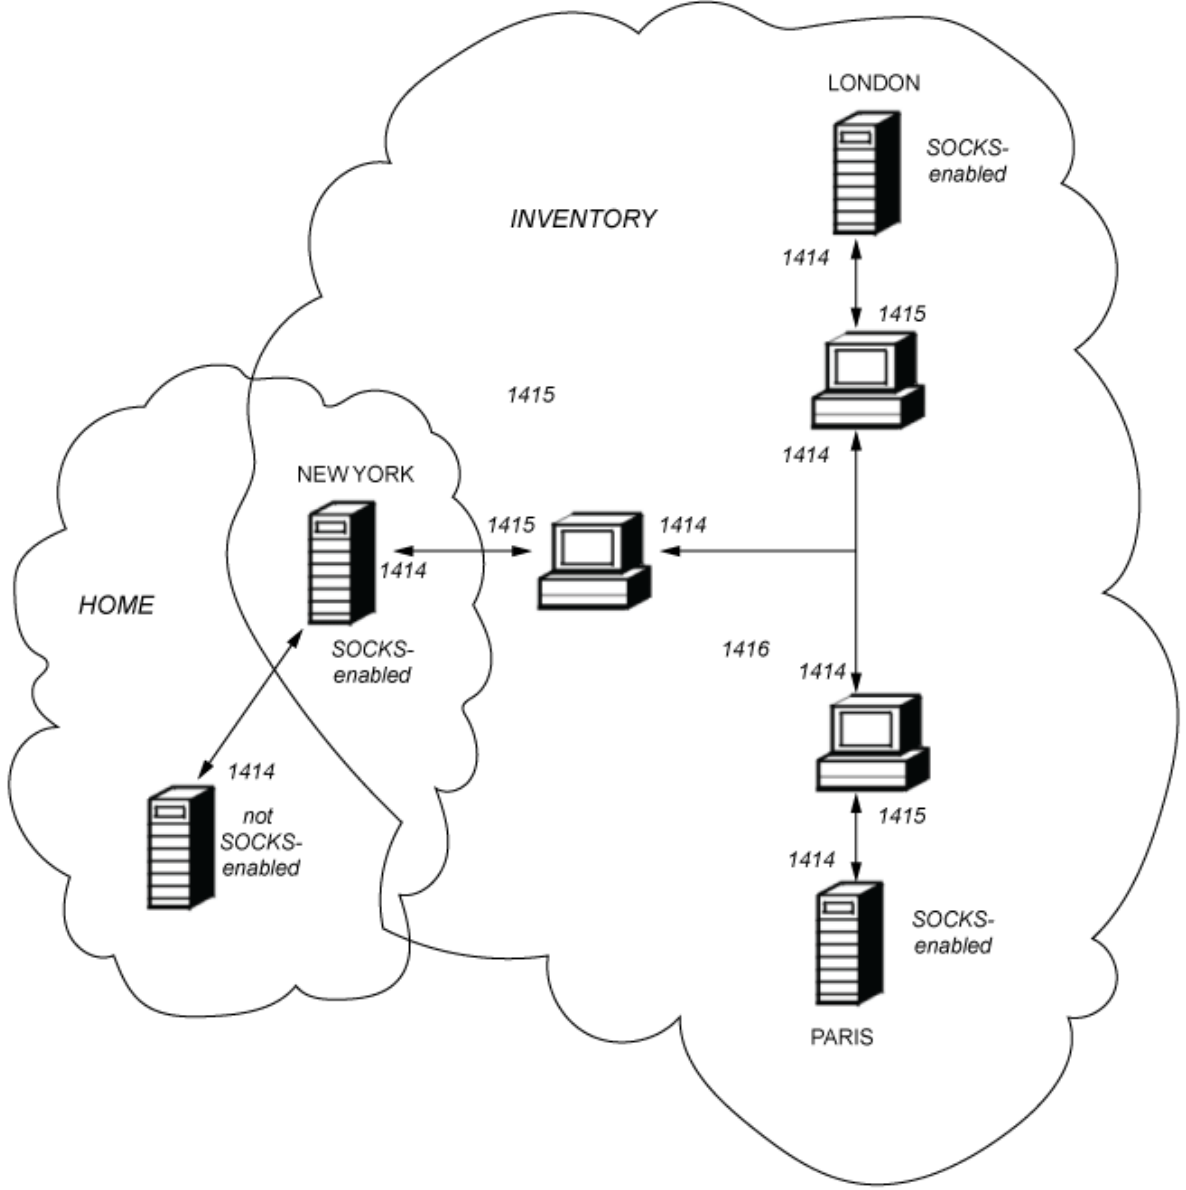 LONDON
SOCKS-
enabled
INVENTORY
1414
1415
1415
1414
NEW YORK
1415
1414
1414
HOME
SOCKS-
enabled
1416
1414
1414
not
SOCKS-
enabled
1415
1414
SOCKS-
enabled
PARIS